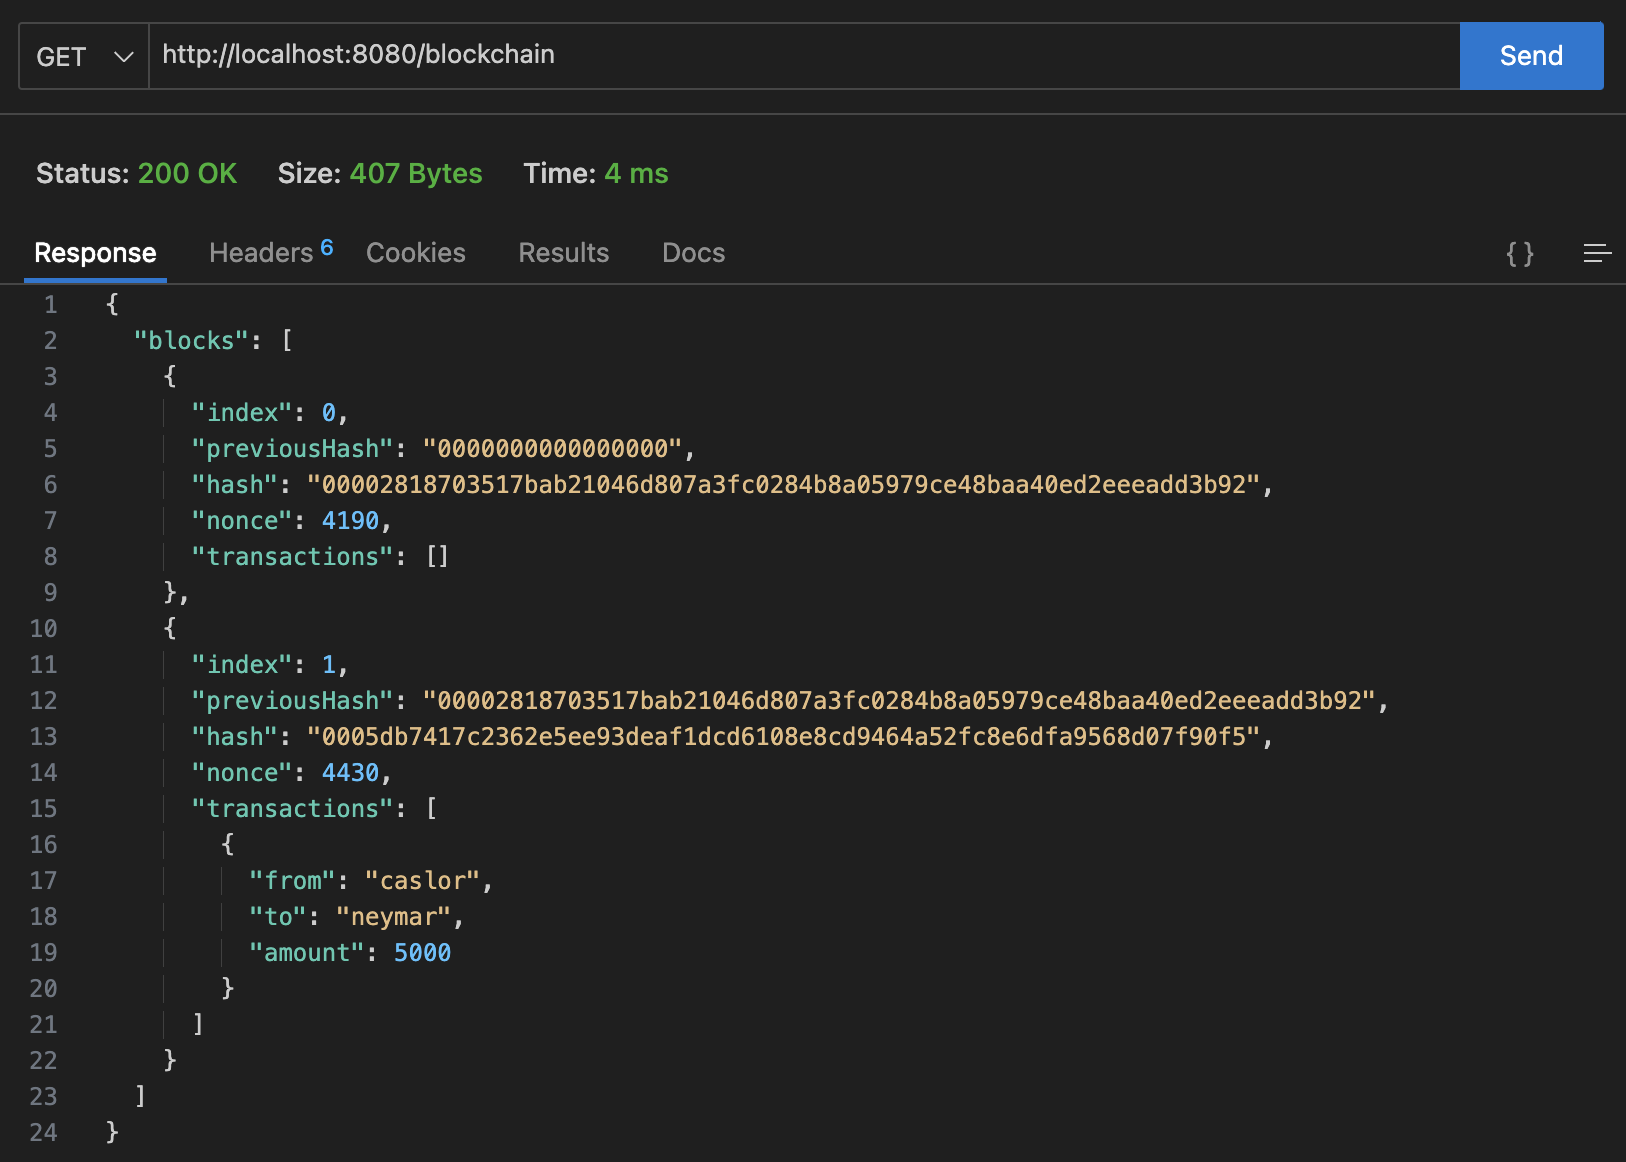 GET http://localhost:8080/blockchain Send
Status: 200 OK Size: 407 Bytes Time: 4 ms
Response Headers 6 Cookies Results Docs { }
1 {
2 "blocks": [
3 {
4 "index": 0,
5 "previousHash": "0000000000000000",
6 "hash": "00002818703517bab21046d807a3fc0284b8a05979ce48baa40ed2eeeadd3b92",
7 "nonce": 4190,
8 "transactions": []
9 },
10 {
11 "index": 1,
12 "previousHash": "00002818703517bab21046d807a3fc0284b8a05979ce48baa40ed2eeeadd3b92",
13 "hash": "0005db7417c2362e5ee93deaf1dcd6108e8cd9464a52fc8e6dfa9568d07f90f5",
14 "nonce": 4430,
15 "transactions": [
16 {
17 "from": "caslor",
18 "to": "neymar",
19 "amount": 5000
20 }
21 ]
22 }
23 ]
24 }